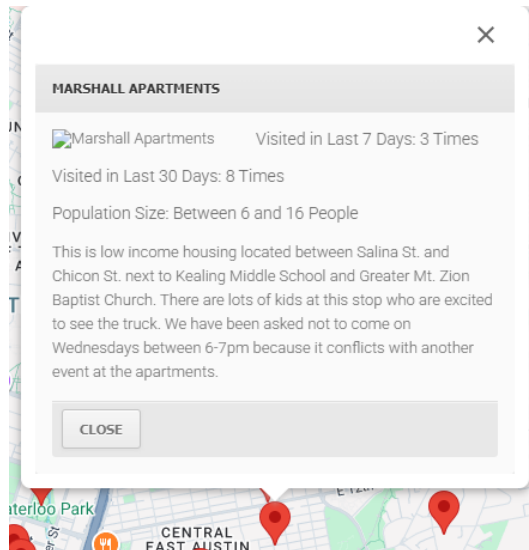 MARSHALL APARTMENTS
Marshall Apartments
Visited in Last 7 Days: 3 Times
Visited in Last 30 Days: 8 Times
Population Size: Between 6 and 16 People
This is low income housing located between Salina St. and
Chicon St. next to Kealing Middle School and Greater Mt. Zion
Baptist Church. There are lots of kids at this stop who are excited
to see the truck. We have been asked not to come on
Wednesdays between 6-7pm because it conflicts with another
event at the apartments.
CLOSE
aterloo Park
E 12th
CENTRAL
EAST AUSTIN